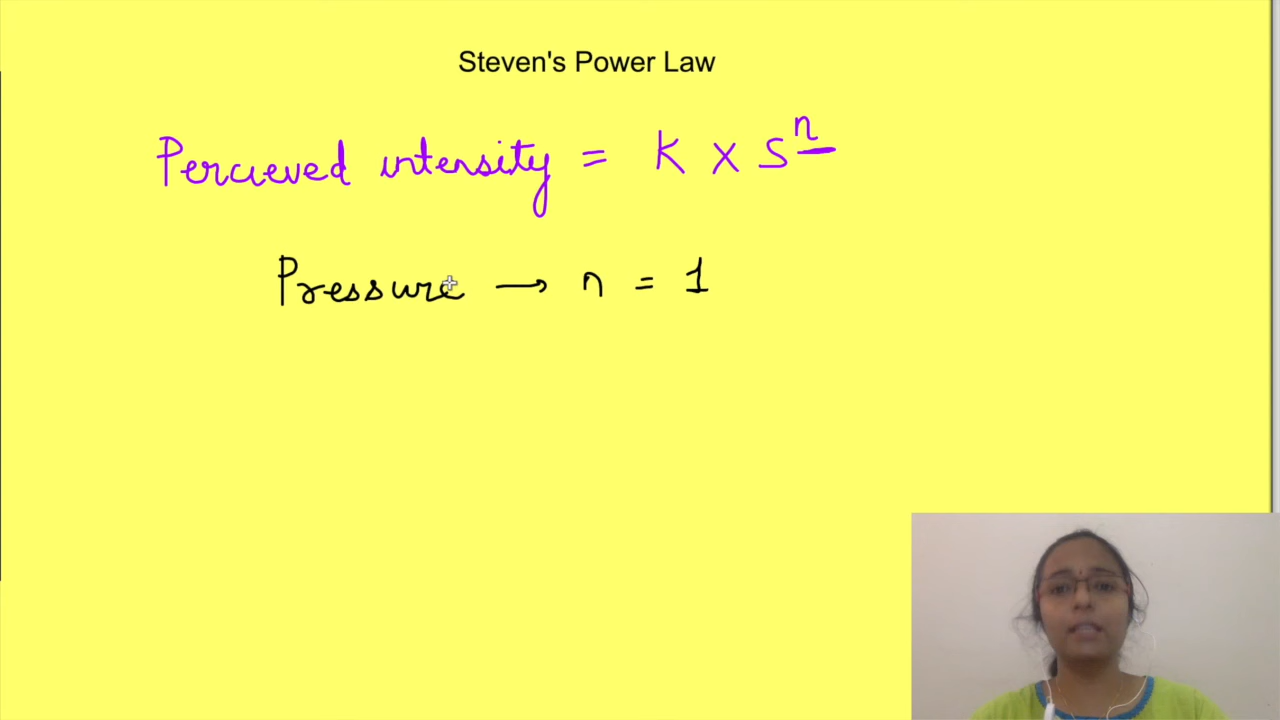 Steven's Power Law
Percieved intensity = K × S^n
Pressure → n = 1